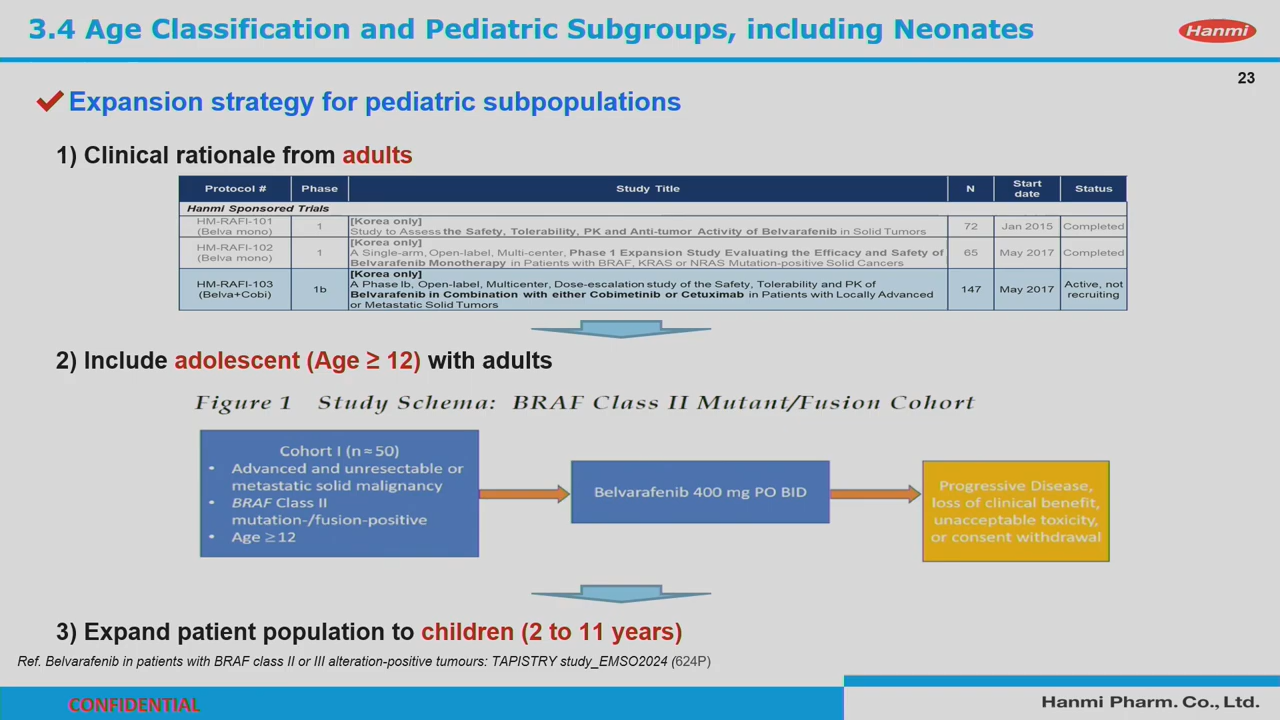 3.4 Age Classification and Pediatric Subgroups, including Neonates
Hanmi
23
Expansion strategy for pediatric subpopulations
1) Clinical rationale from adults
Protocol # Phase Study Title N Start date Status
Hanmi Sponsored Trials
HM-RAFI-101 (Belva mono) 1 [Korea only] Study to Assess the Safety, Tolerability, PK and Anti-tumor Activity of Belvarafenib in Solid Tumors 72 Jan 2015 Completed
HM-RAFI-102 (Belva mono) 1 [Korea only] A Single-arm, Open-label, Multi-center, Phase 1 Expansion Study Evaluating the Efficacy and Safety of Belvarafenib Monotherapy in Patients with BRAF, KRAS or NRAS Mutation-positive Solid Cancers 65 May 2017 Completed
HM-RAFI-103 (Belva+Cobi) 1b [Korea only] A Phase Ib, Open-label, Multicenter, Dose-escalation study of the Safety, Tolerability and PK of Belvarafenib in Combination with either Cobimetinib or Cetuximab in Patients with Locally Advanced or Metastatic Solid Tumors 147 May 2017 Active, not recruiting
2) Include adolescent (Age ≥ 12) with adults
Figure 1 Study Schema: BRAF Class II Mutant/Fusion Cohort
Cohort I (n ≈ 50)
• Advanced and unresectable or
metastatic solid malignancy
• BRAF Class II
mutation-/fusion-positive
• Age ≥ 12
Belvarafenib 400 mg PO BID
Progressive Disease,
loss of clinical benefit,
unacceptable toxicity,
or consent withdrawal
3) Expand patient population to children (2 to 11 years)
Ref. Belvarafenib in patients with BRAF class II or III alteration-positive tumours: TAPISTRY study_EMSO2024 (624P)
CONFIDENTIAL
Hanmi Pharm. Co., Ltd.